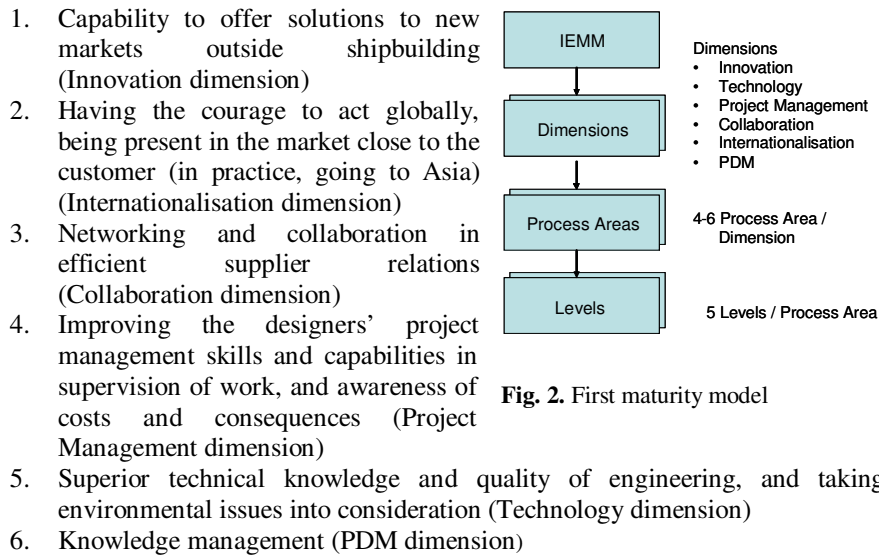 1. Capability to offer solutions to new
markets outside shipbuilding
(Innovation dimension)
2. Having the courage to act globally,
being present in the market close to the
customer (in practice, going to Asia)
(Internationalisation dimension)
3. Networking and collaboration in
efficient supplier relations
(Collaboration dimension)
4. Improving the designers’ project
management skills and capabilities in
supervision of work, and awareness of
costs and consequences (Project
Management dimension)
IEMM
Dimensions
Process Areas
Levels
Dimensions
• Innovation
• Technology
• Project Management
• Collaboration
• Internationalisation
• PDM
4-6 Process Area /
Dimension
5 Levels / Process Area
Fig. 2. First maturity model
5. Superior technical knowledge and quality of engineering, and taking
environmental issues into consideration (Technology dimension)
6. Knowledge management (PDM dimension)